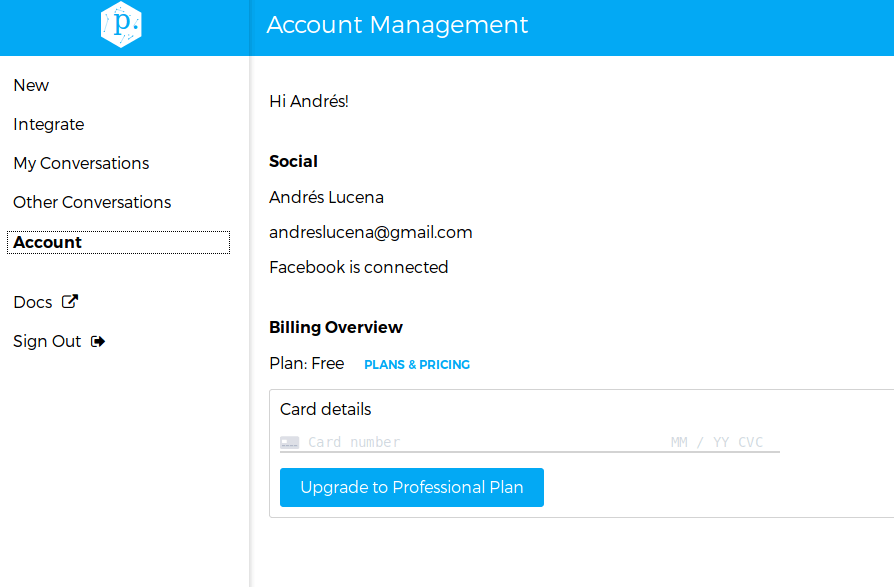 p.
Account Management
New
Integrate
My Conversations
Other Conversations
Account
Docs
Sign Out
Hi Andrés!
Social
Andrés Lucena
andreslucena@gmail.com
Facebook is connected
Billing Overview
Plan: Free PLANS & PRICING
Card details
Card number MM / YY CVC
Upgrade to Professional Plan